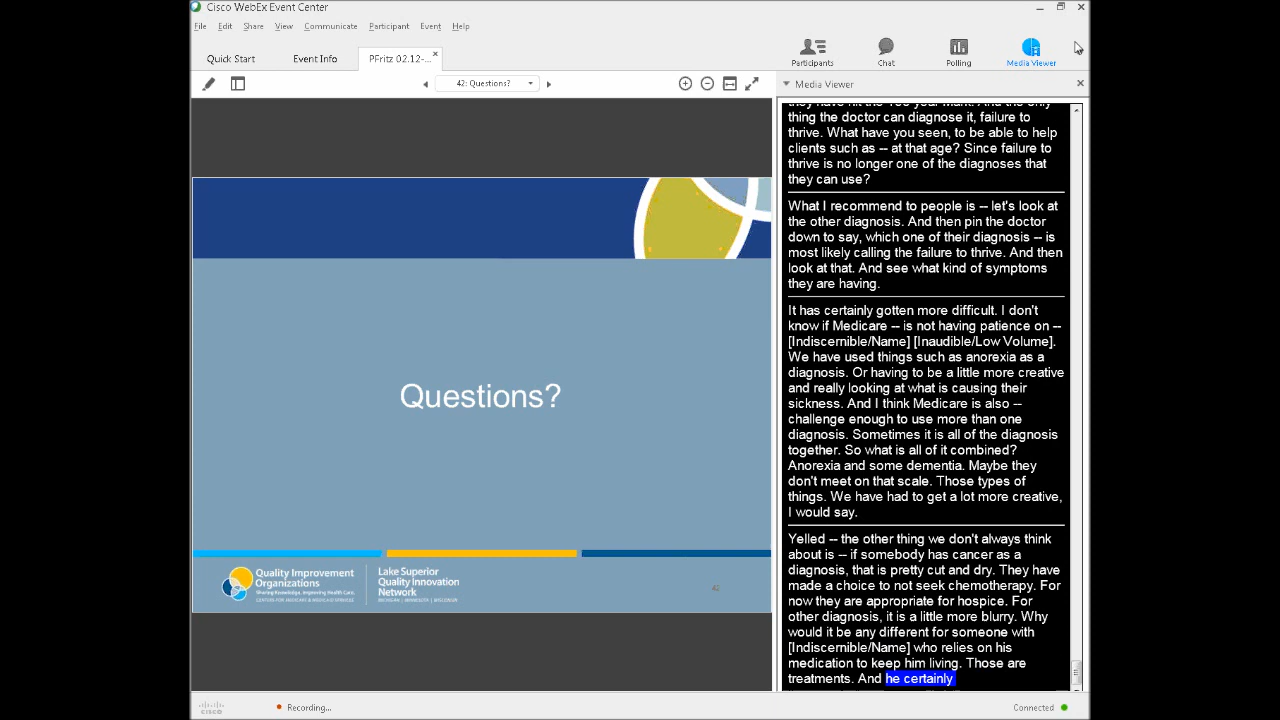 Cisco WebEx Event Center
File Edit Share View Communicate Participant Event Help
Quick Start Event Info PFritz 02.12-...
Participants Chat Polling Media Viewer
42: Questions?
Media Viewer
Questions?
Quality Improvement
Organizations
Sharing Knowledge. Improving Health Care.
CENTERS FOR MEDICARE & MEDICAID SERVICES
Lake Superior
Quality Innovation
Network
MICHIGAN | MINNESOTA | WISCONSIN
42
thing the doctor can diagnose it, failure to
thrive. What have you seen, to be able to help
clients such as -- at that age? Since failure to
thrive is no longer one of the diagnoses that
they can use?
What I recommend to people is -- let's look at
the other diagnosis. And then pin the doctor
down to say, which one of their diagnosis -- is
most likely calling the failure to thrive. And then
look at that. And see what kind of symptoms
they are having.
It has certainly gotten more difficult. I don't
know if Medicare -- is not having patience on --
[Indiscernible/Name] [Inaudible/Low Volume].
We have used things such as anorexia as a
diagnosis. Or having to be a little more creative
and really looking at what is causing their
sickness. And I think Medicare is also --
challenge enough to use more than one
diagnosis. Sometimes it is all of the diagnosis
together. So what is all of it combined?
Anorexia and some dementia. Maybe they
don't meet on that scale. Those types of
things. We have had to get a lot more creative,
I would say.
Yelled -- the other thing we don't always think
about is -- if somebody has cancer as a
diagnosis, that is pretty cut and dry. They have
made a choice to not seek chemotherapy. For
now they are appropriate for hospice. For
other diagnosis, it is a little more blurry. Why
would it be any different for someone with
[Indiscernible/Name] who relies on his
medication to keep him living. Those are
treatments. And he certainly
cisco Recording... Connected